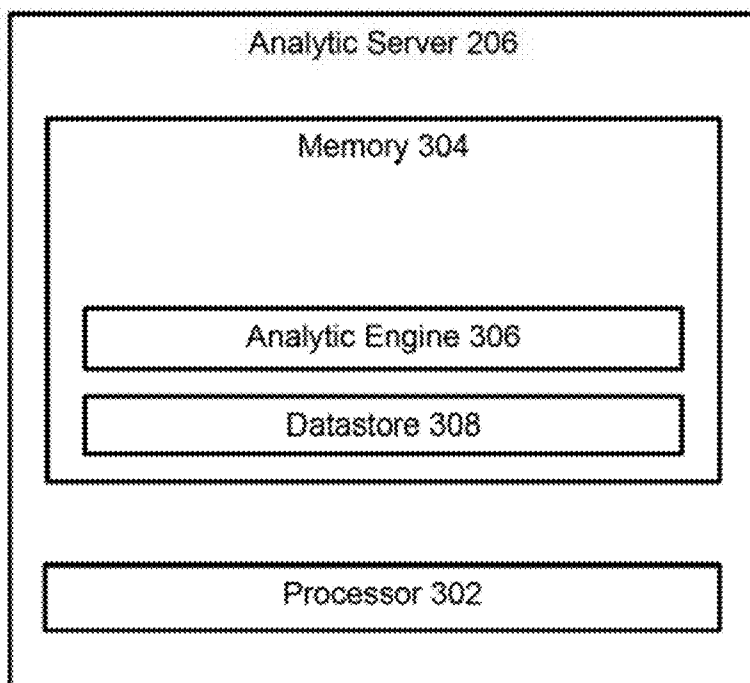 Analytic Server 206
Memory 304
Analytic Engine 306
Datastore 308
Processor 302